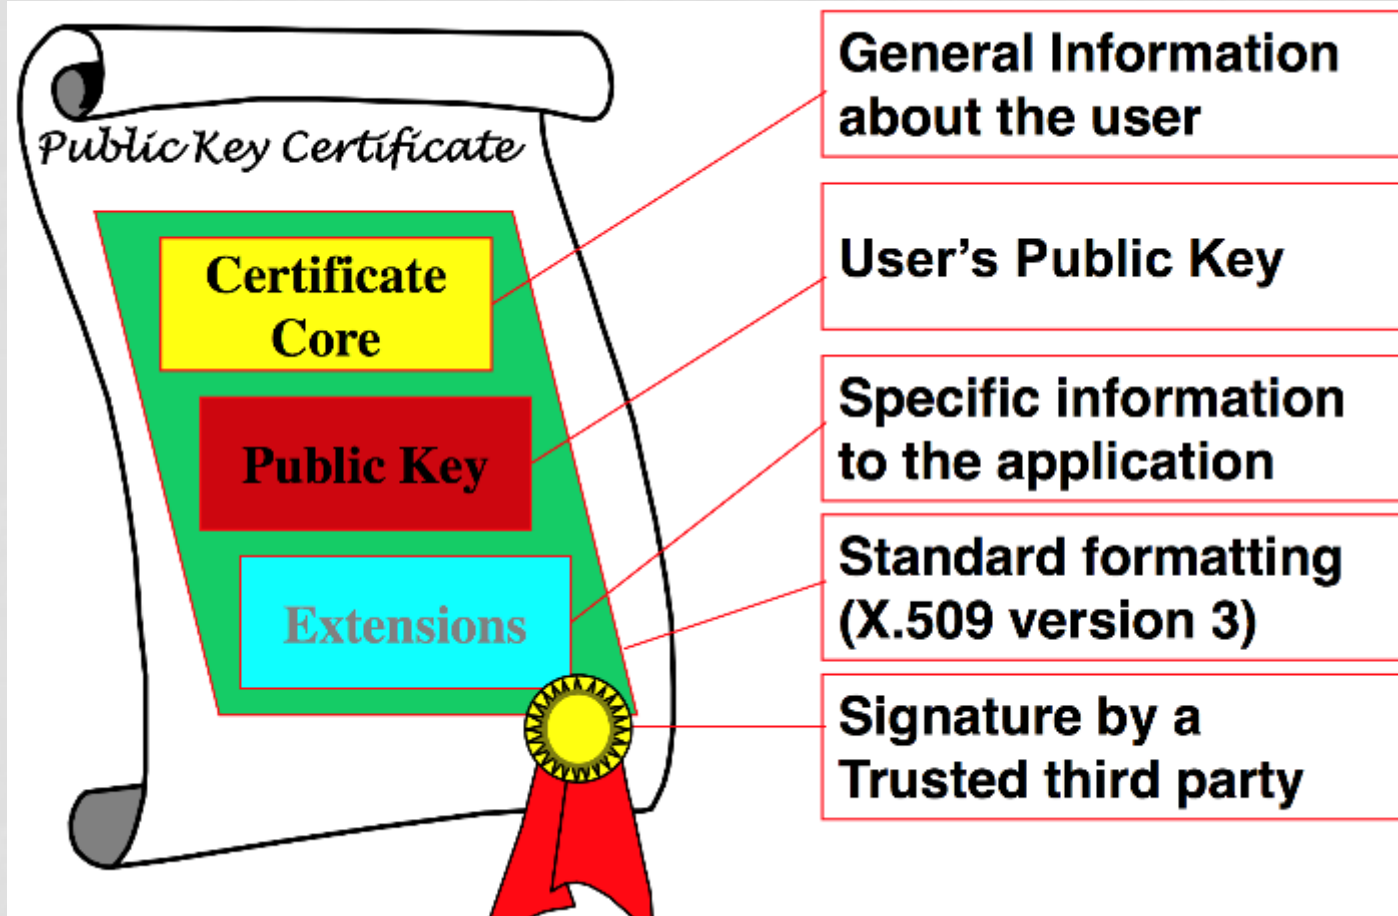 Public Key Certificate
Certificate
Core
Public Key
Extensions
General Information
about the user
User’s Public Key
Specific information
to the application
Standard formatting
(X.509 version 3)
Signature by a
Trusted third party